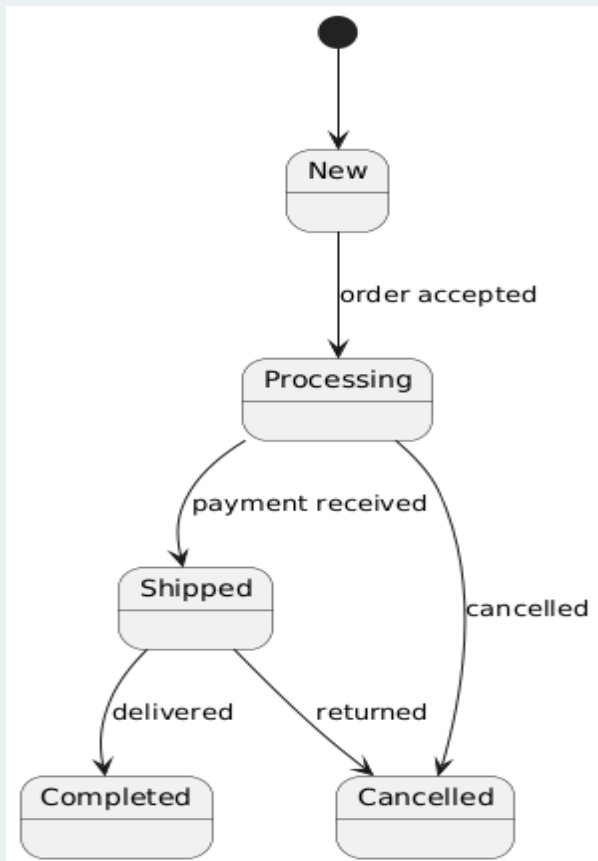 New
order accepted
Processing
payment received
Shipped
cancelled
delivered
returned
Completed
Cancelled